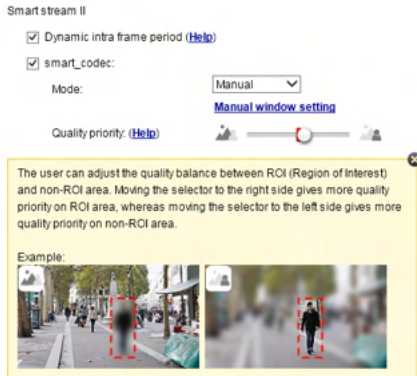 Smart stream II
Dynamic intra frame period (Help)
smart_codec:
Mode: Manual
Manual window setting
Quality priority: (Help)
The user can adjust the quality balance between ROI (Region of Interest)
and non-ROI area. Moving the selector to the right side gives more quality
priority on ROI area, whereas moving the selector to the left side gives more
quality priority on non-ROI area.
Example: